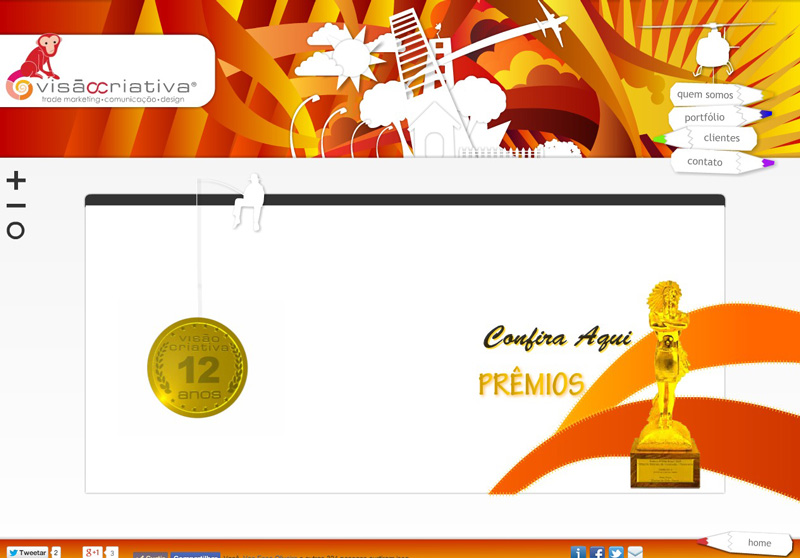 visãocriativa®
trade marketing•comunicação•design
quem somos
portfólio
clientes
contato
visão
criativa
12
anos
Confira Aqui
PRÊMIOS
Tweetar 2
g+1 3
Compartilhar
home